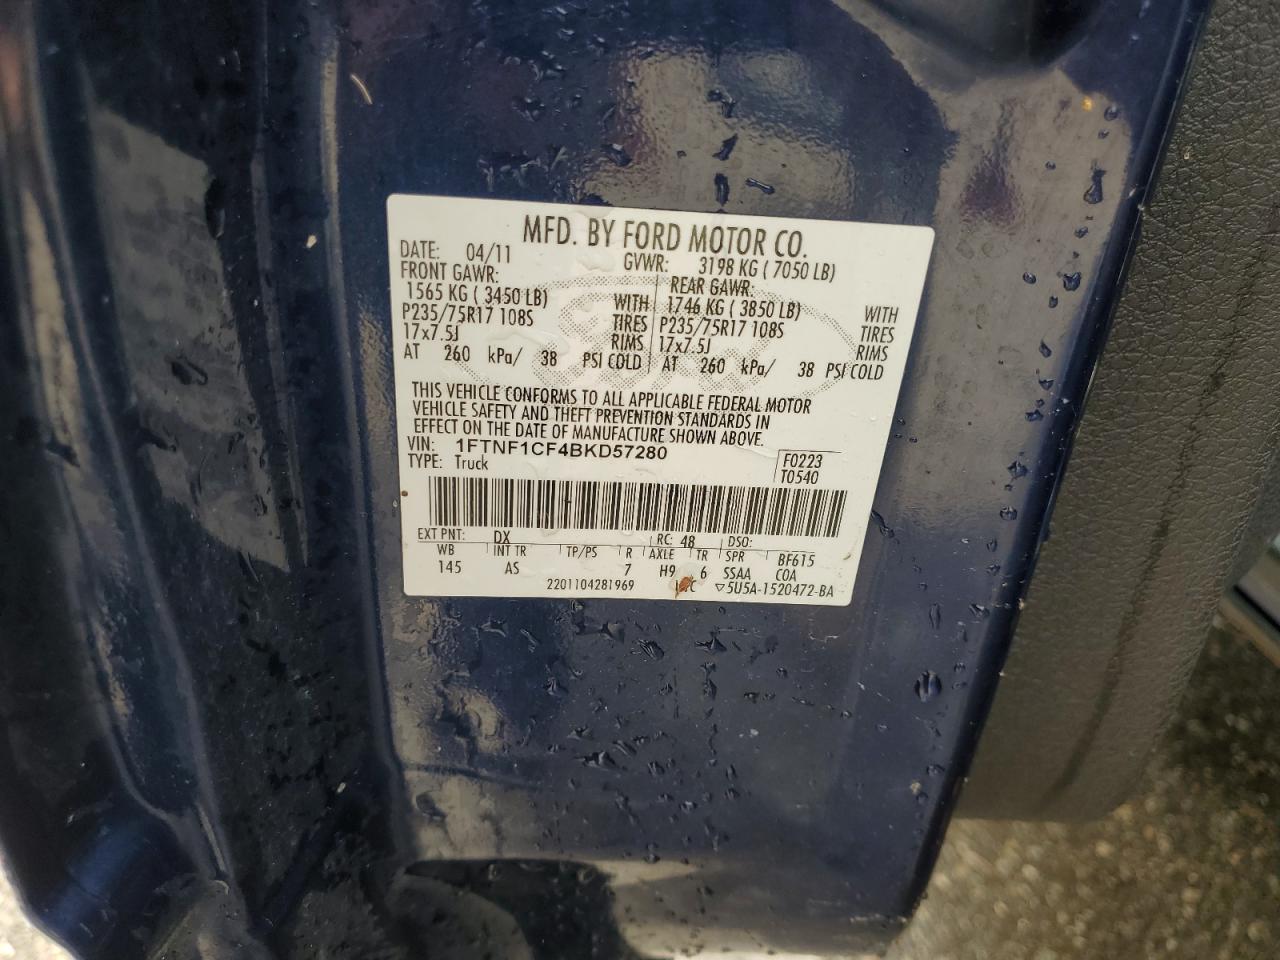 MFD. BY FORD MOTOR CO.
DATE: 04/11 GVWR: 3198 KG ( 7050 LB)
FRONT GAWR: REAR GAWR:
1565 KG ( 3450 LB) WITH 1746 KG ( 3850 LB) WITH
P235/75R17 108S TIRES P235/75R17 108S TIRES
17x7.5J RIMS 17x7.5J RIMS
AT 260 kPa/ 38 PSI COLD AT 260 kPa/ 38 PSI COLD
THIS VEHICLE CONFORMS TO ALL APPLICABLE FEDERAL MOTOR
VEHICLE SAFETY AND THEFT PREVENTION STANDARDS IN
EFFECT ON THE DATE OF MANUFACTURE SHOWN ABOVE.
VIN: 1FTNF1CF4BKD57280 F0223
TYPE: Truck T0540
EXT PNT: DX RC: 48 DSO:
WB INT TR TP/PS R AXLE TR SPR BF615
145 AS 7 H9 6 SSAA COA
2201104281969 5U5A-1520472-BA